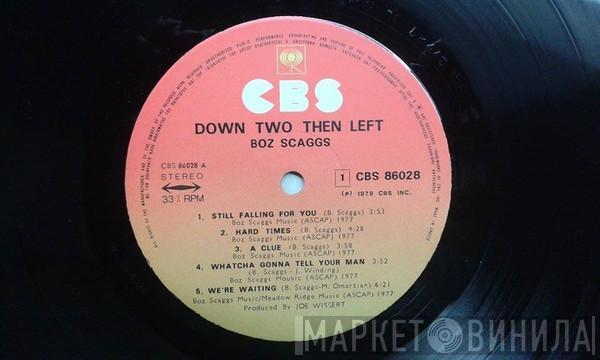 CBS
DOWN TWO THEN LEFT
BOZ SCAGGS
CBS 86028 A
STEREO
33⅓ RPM
1 CBS 86028
(P) 1978 CBS INC.
1. STILL FALLING FOR YOU (B. Scaggs) 3:53
Boz Scaggs Music (ASCAP) 1977
2. HARD TIMES (B. Scaggs) 4:28
Boz Scaggs Music (ASCAP) 1977
3. A CLUE (B. Scaggs) 3:58
Boz Scaggs Music (ASCAP) 1977
4. WHATCHA GONNA TELL YOUR MAN 3:52
(B. Scaggs - J. Winding)
Boz Scaggs Mousic (ASCAP) 1977
5. WE'RE WAITING (B. Scaggs-M. Omartian) 6:21
Boz Scaggs Music/Meadow Ridge Music (ASCAP) 1977
Produced by JOE WISSERT
МАРКЕТОВИНИЛА!